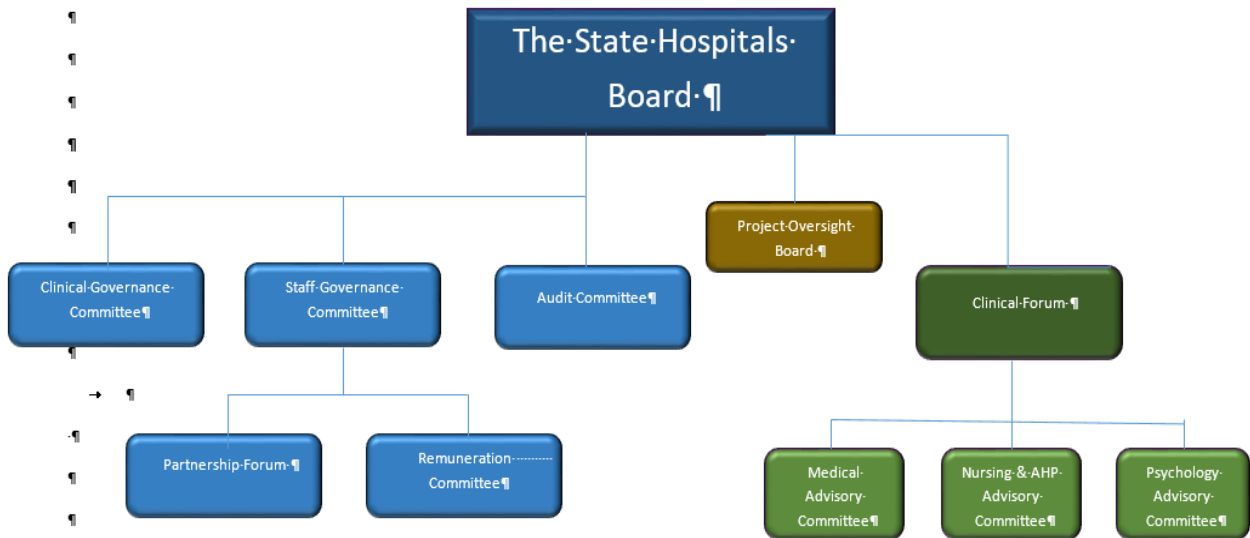 The State Hospitals
Board
Project Oversight
Board
Clinical Governance
Committee
Staff Governance
Committee
Audit Committee
Clinical Forum
Partnership Forum
Remuneration
Committee
Medical
Advisory
Committee
Nursing & AHP
Advisory
Committee
Psychology
Advisory
Committee